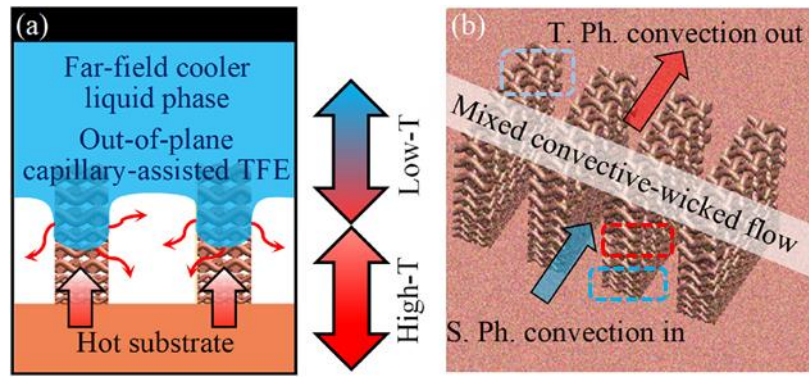 (a)
Far-field cooler
liquid phase
Out-of-plane
capillary-assisted TFE
Hot substrate
Low-T
High-T
(b)
T. Ph. convection out
Mixed convective-wicked flow
S. Ph. convection in